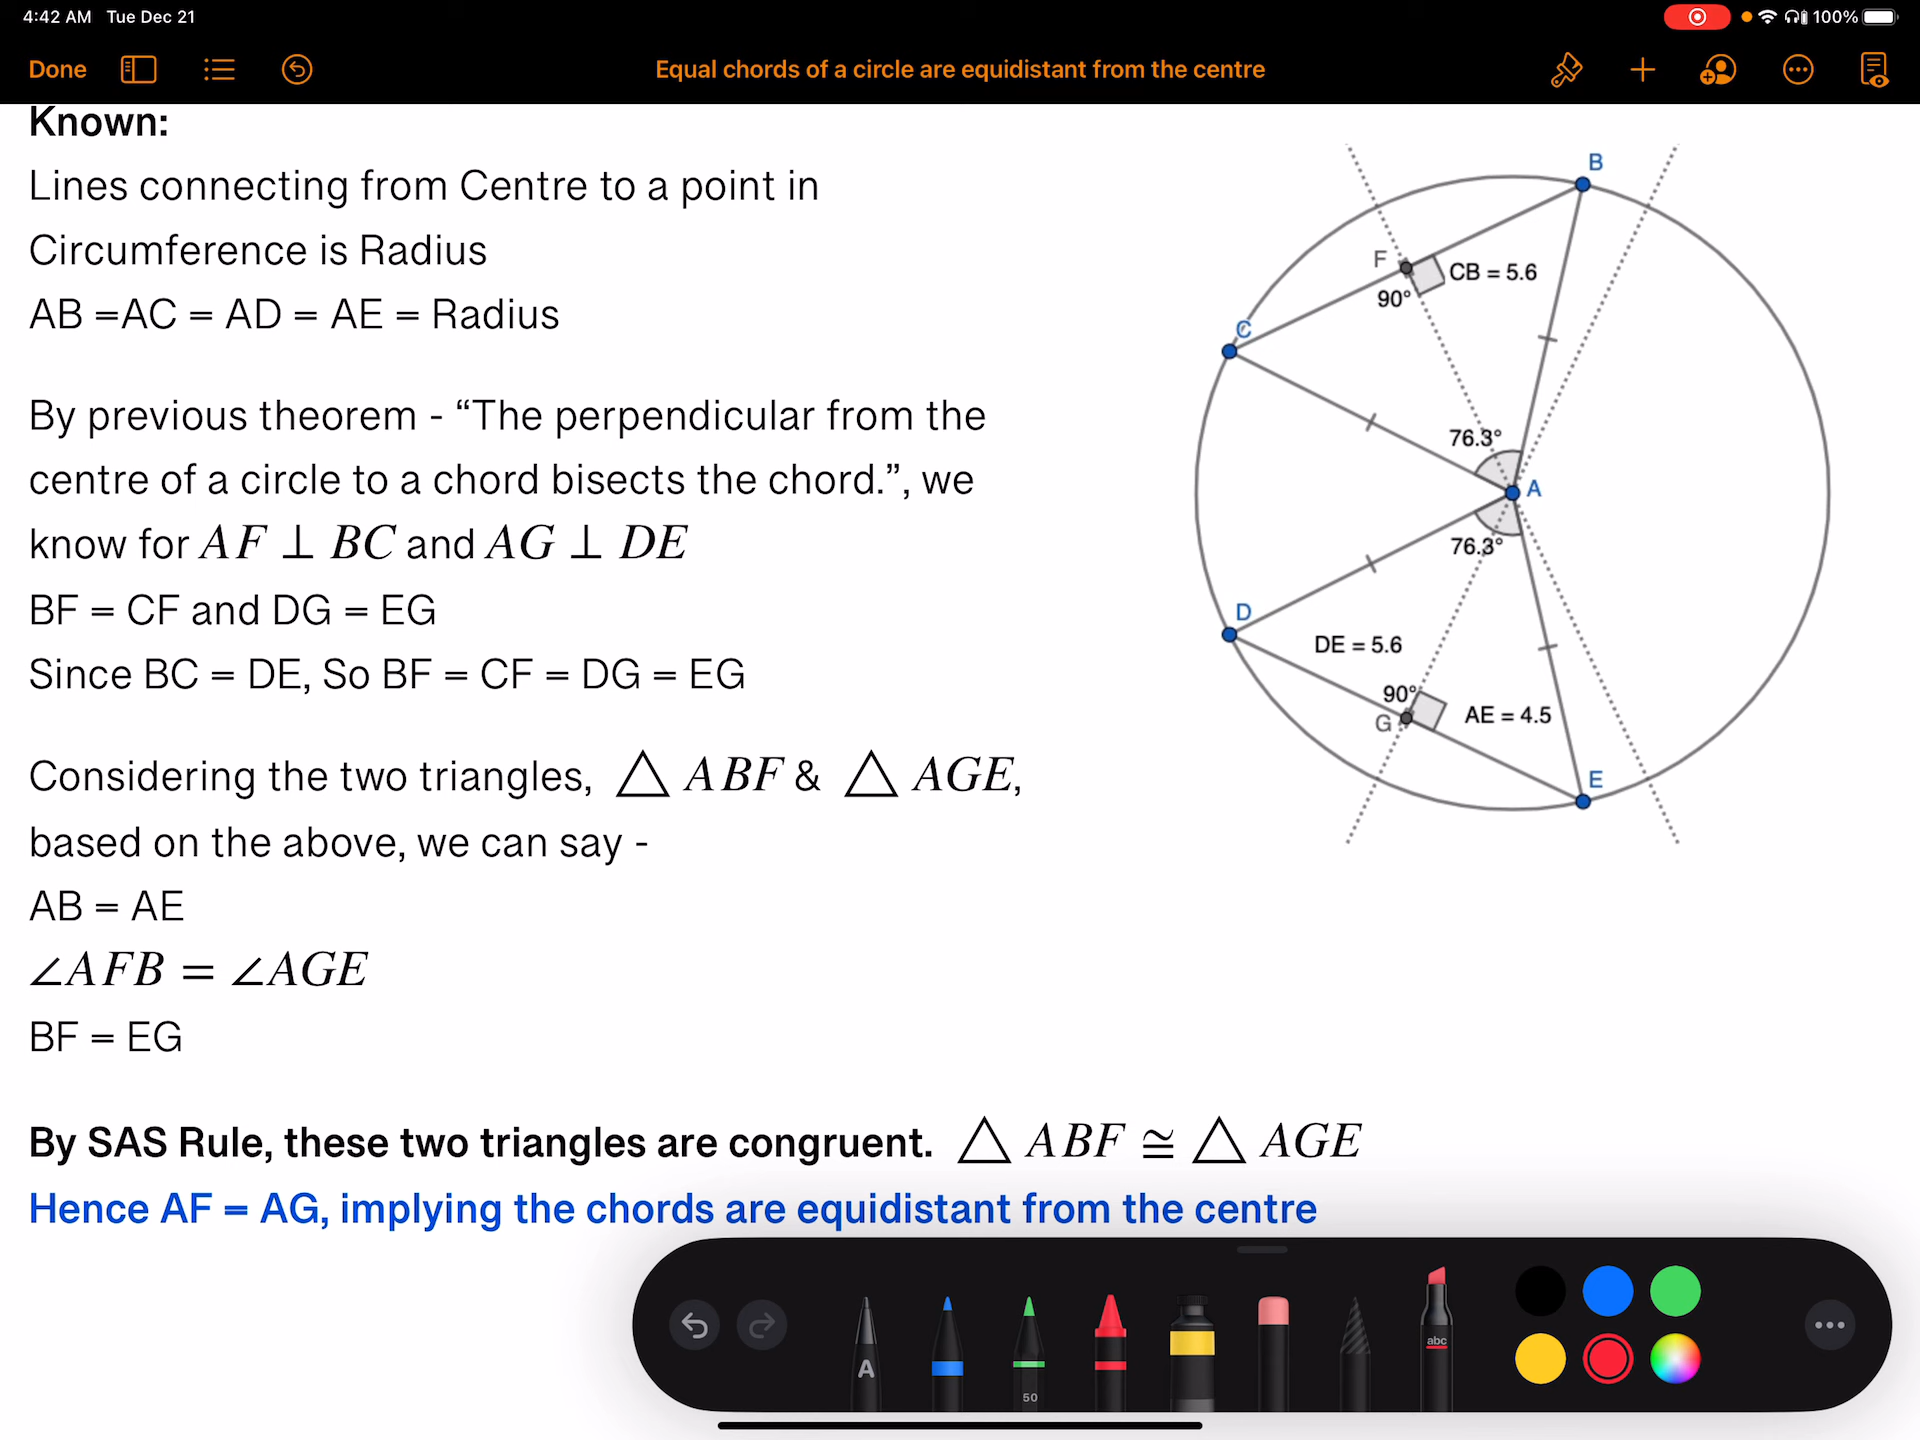 4:42 AM Tue Dec 21
100%
Done
Equal chords of a circle are equidistant from the centre
Known:
Lines connecting from Centre to a point in
Circumference is Radius
AB =AC = AD = AE = Radius
By previous theorem - “The perpendicular from the
centre of a circle to a chord bisects the chord.”, we
know for AF ⊥ BC and AG ⊥ DE
BF = CF and DG = EG
Since BC = DE, So BF = CF = DG = EG
Considering the two triangles, △ ABF & △ AGE,
based on the above, we can say -
AB = AE
∠AFB = ∠AGE
BF = EG
By SAS Rule, these two triangles are congruent. △ ABF ≅ △ AGE
Hence AF = AG, implying the chords are equidistant from the centre
B
F
CB = 5.6
90°
C
76.3°
A
76.3°
D
DE = 5.6
90°
G
AE = 4.5
E
A
50
abc